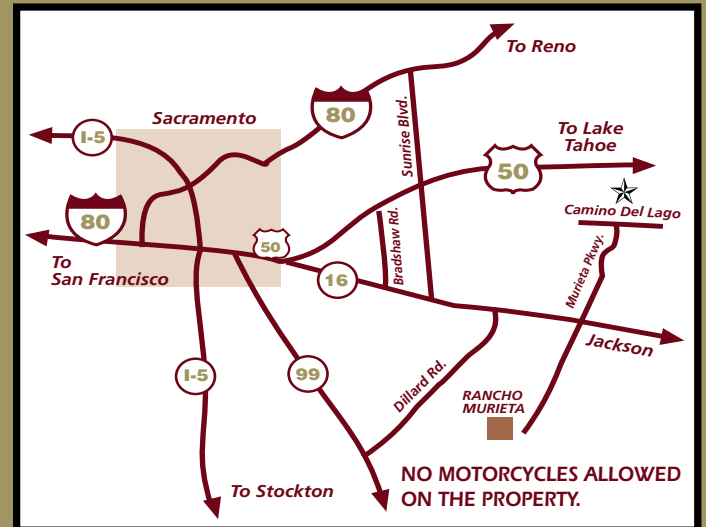 To Reno
80
Sacramento
I-5
Sunrise Blvd.
To Lake
Tahoe
50
80
Camino Del Lago
Bradshaw Rd.
50
To
San Francisco
16
Murieta Pkwy.
Jackson
I-5
99
Dillard Rd.
RANCHO
MURIETA
NO MOTORCYCLES ALLOWED
ON THE PROPERTY.
To Stockton